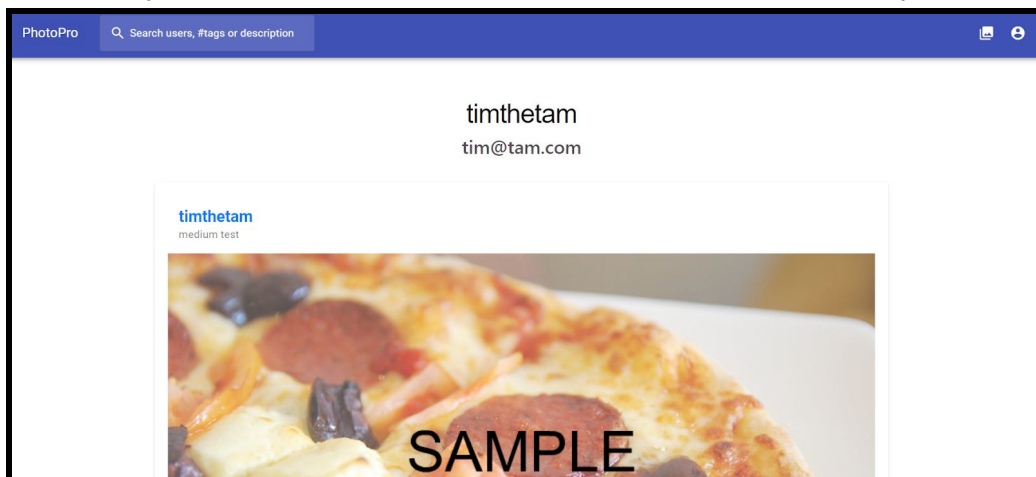 PhotoPro
Search users, #tags or description
timthetam
tim@tam.com
timthetam
medium test
SAMPLE